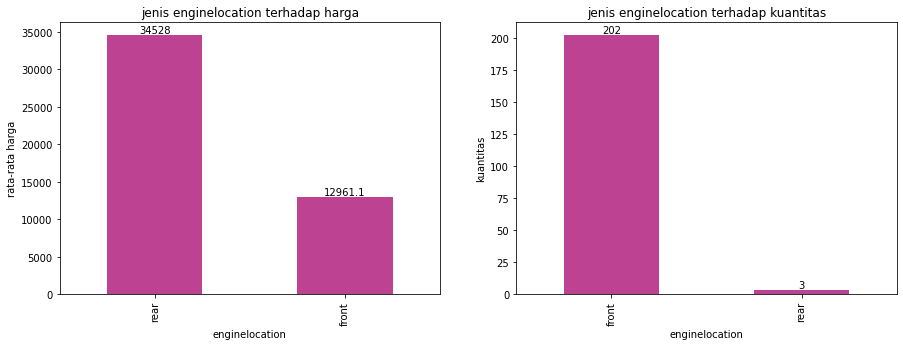 jenis enginelocation terhadap harga
35000
30000
25000
20000
15000
10000
5000
0
rata-rata harga
34528
12961.1
rear
front
enginelocation
jenis enginelocation terhadap kuantitas
200
175
150
125
100
75
50
25
0
kuantitas
202
3
front
rear
enginelocation